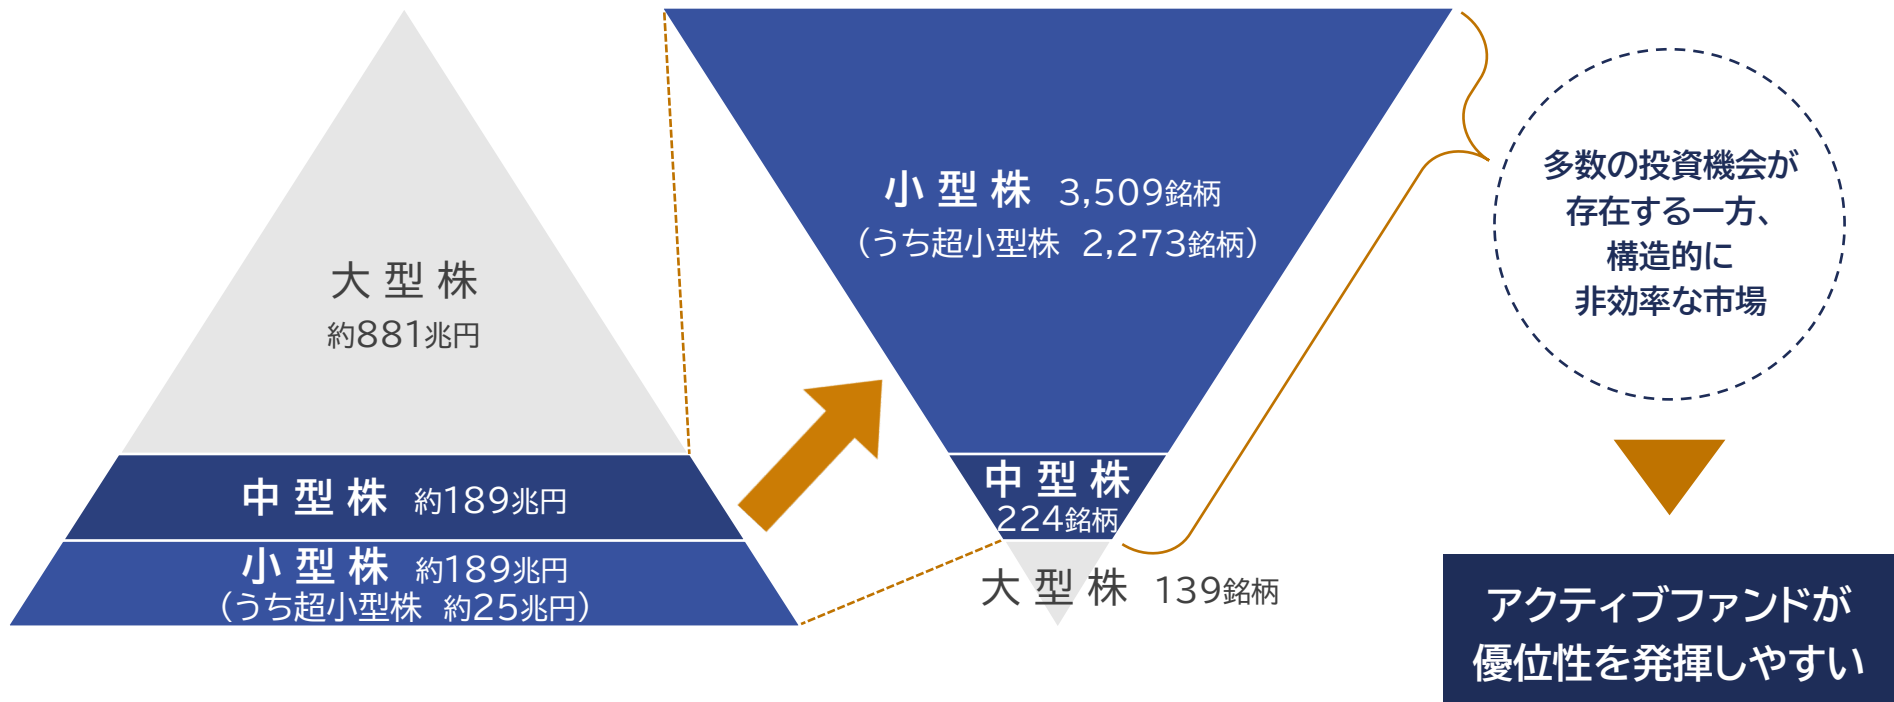 大型株
約881兆円
中型株 約189兆円
小型株 約189兆円
（うち超小型株 約25兆円）
小型株 3,509銘柄
（うち超小型株 2,273銘柄）
中型株
224銘柄
大型株 139銘柄
多数の投資機会が
存在する一方、
構造的に
非効率な市場
アクティブファンドが
優位性を発揮しやすい